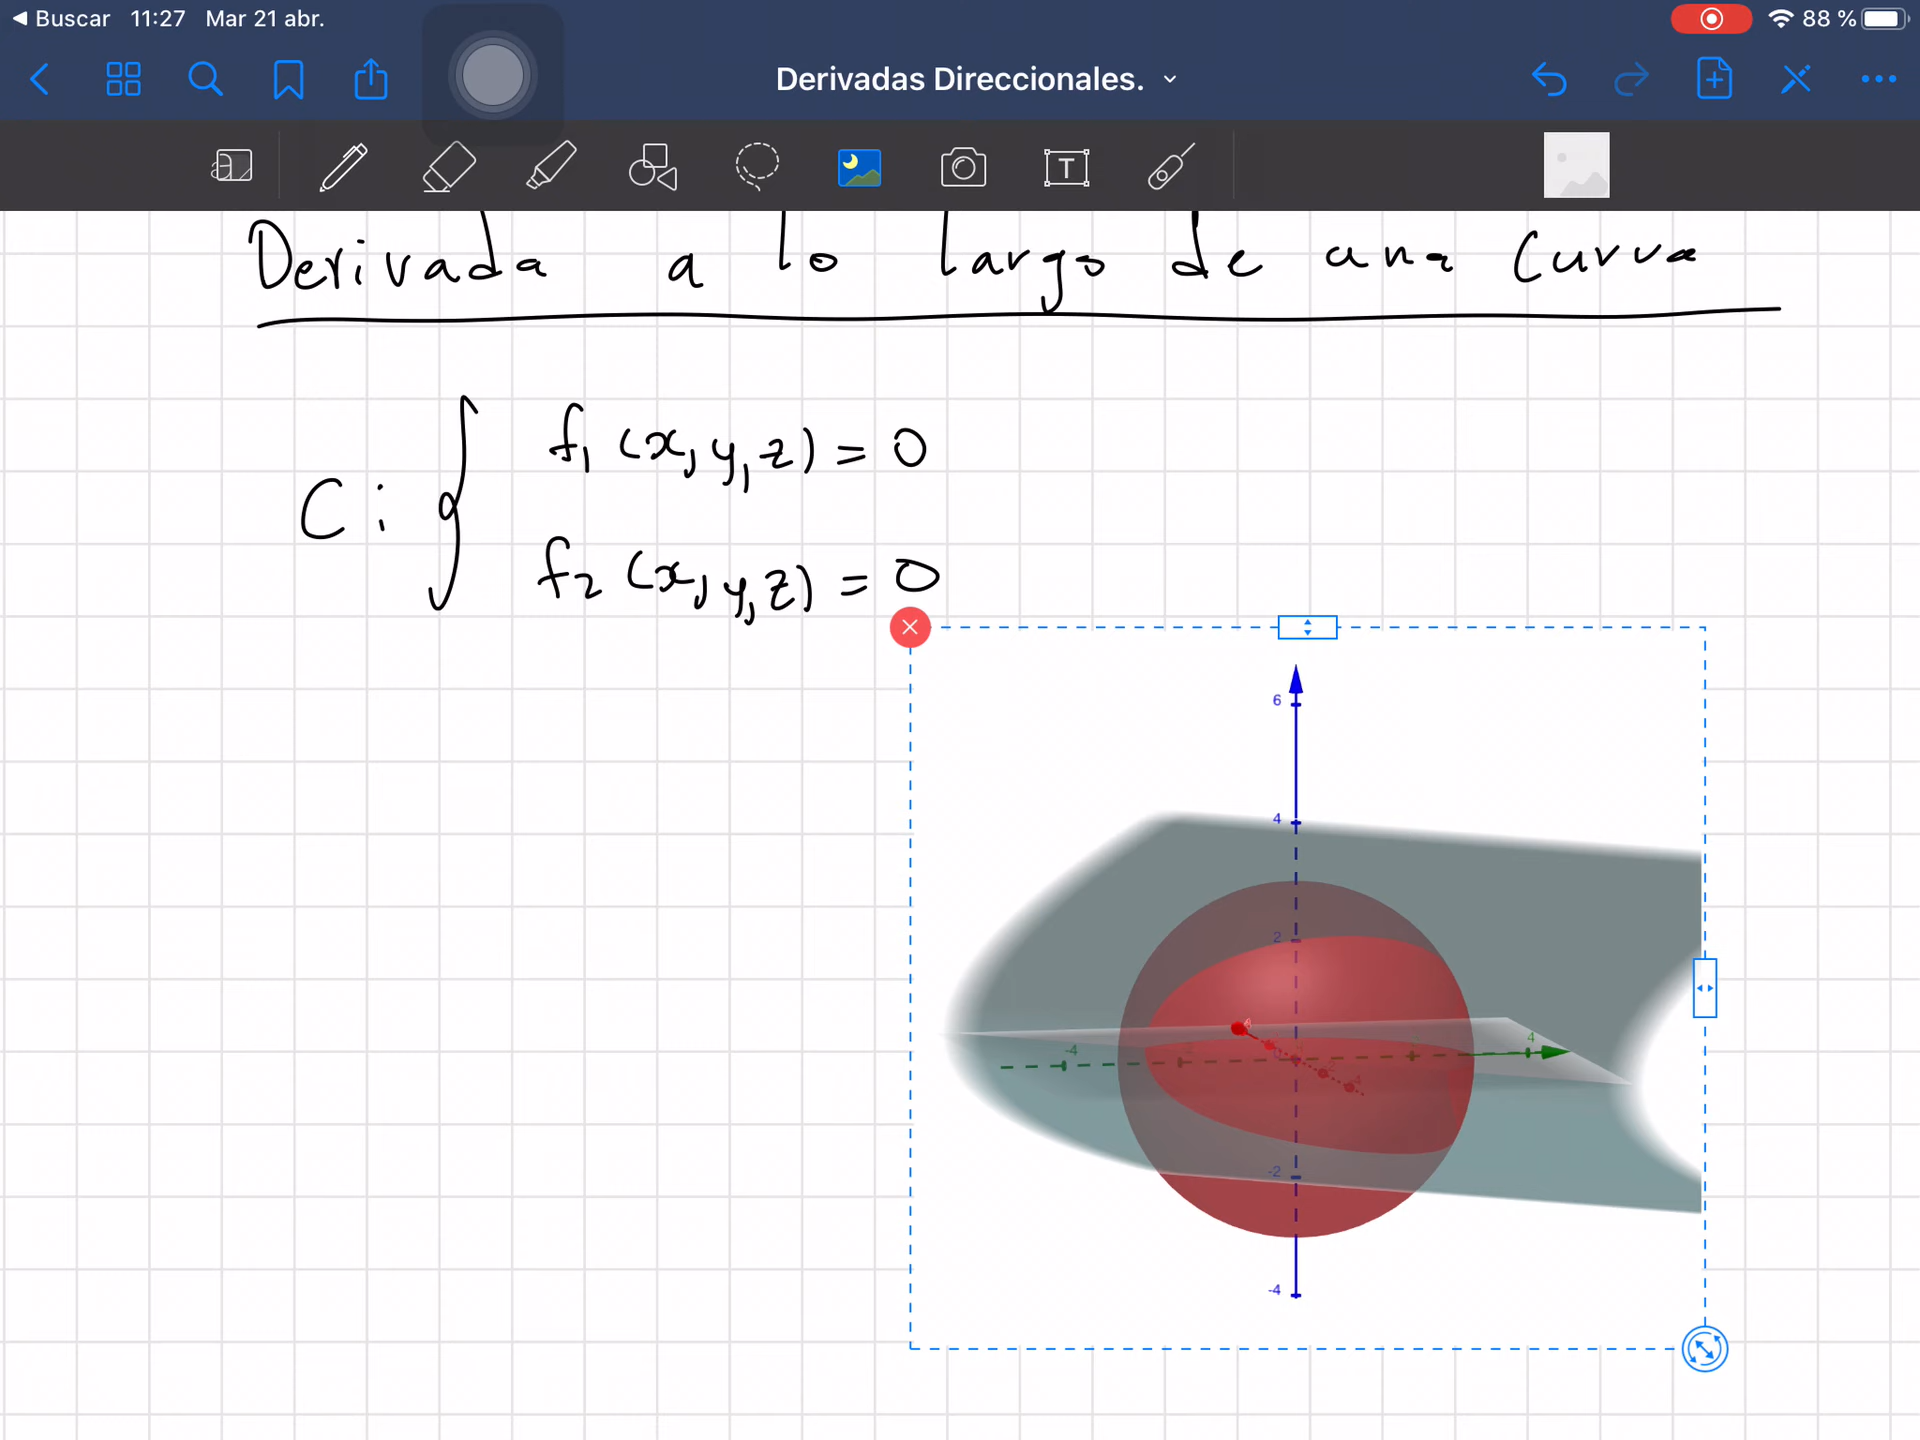 Buscar 11:27 Mar 21 abr. 88 %
Derivadas Direccionales.
T
Derivada a lo largo de una Curva
C: f₁ (x, y, z) = 0
f₂ (x, y, z) = 0
6
4
2
-4 4
-2
-4